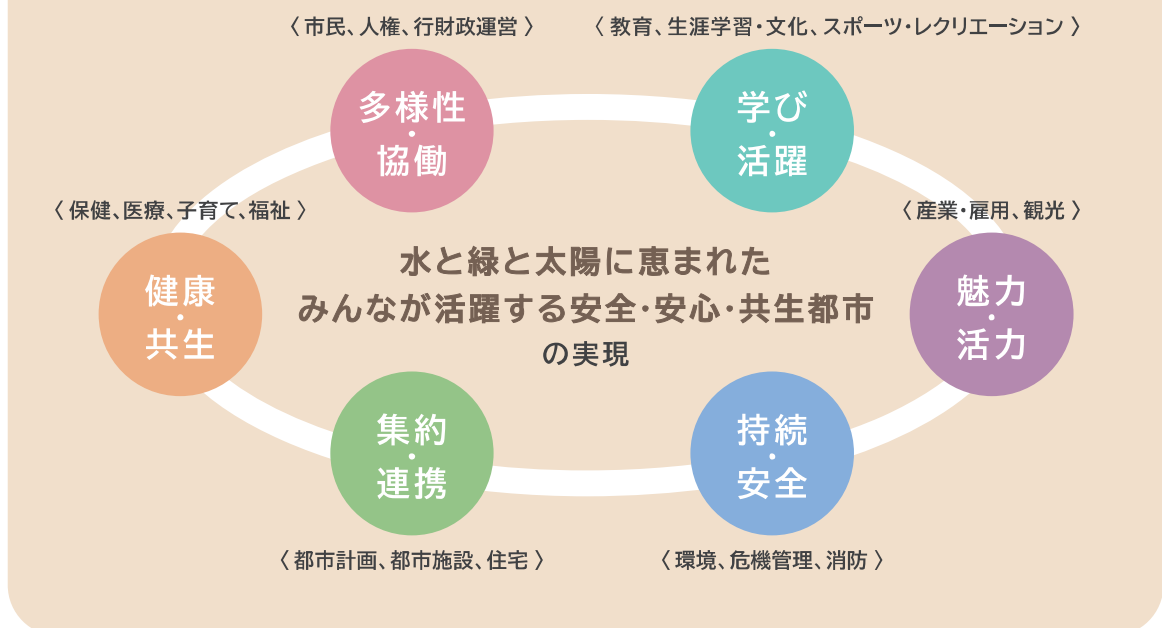 〈 市民、人権、行財政運営 〉
〈 教育、生涯学習・文化、スポーツ・レクリエーション 〉
多様性
・
協働
学び
・
活躍
〈 保健、医療、子育て、福祉 〉
〈 産業・雇用、観光 〉
健康
・
共生
水と緑と太陽に恵まれた
みんなが活躍する安全・安心・共生都市
の実現
魅力
・
活力
集約
・
連携
持続
・
安全
〈 都市計画、都市施設、住宅 〉
〈 環境、危機管理、消防 〉